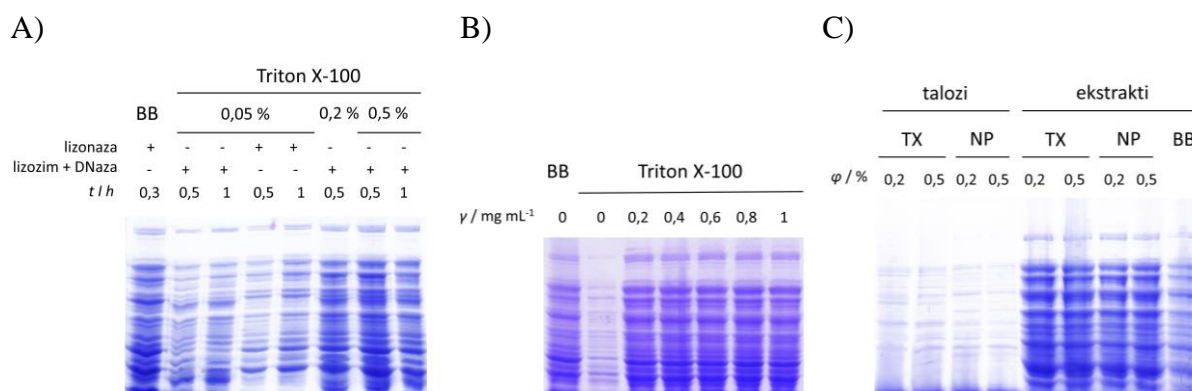 A)
Triton X-100
BB 0,05 % 0,2 % 0,5 %
lizonaza + - - + + - - -
lizozim + DNaza - + + - - + + +
t / h 0,3 0,5 1 0,5 1 0,5 0,5 1
B)
BB Triton X-100
γ / mg mL-1 0 0 0,2 0,4 0,6 0,8 1
C)
talozi ekstrakti
TX NP TX NP BB
φ / % 0,2 0,5 0,2 0,5 0,2 0,5 0,2 0,5